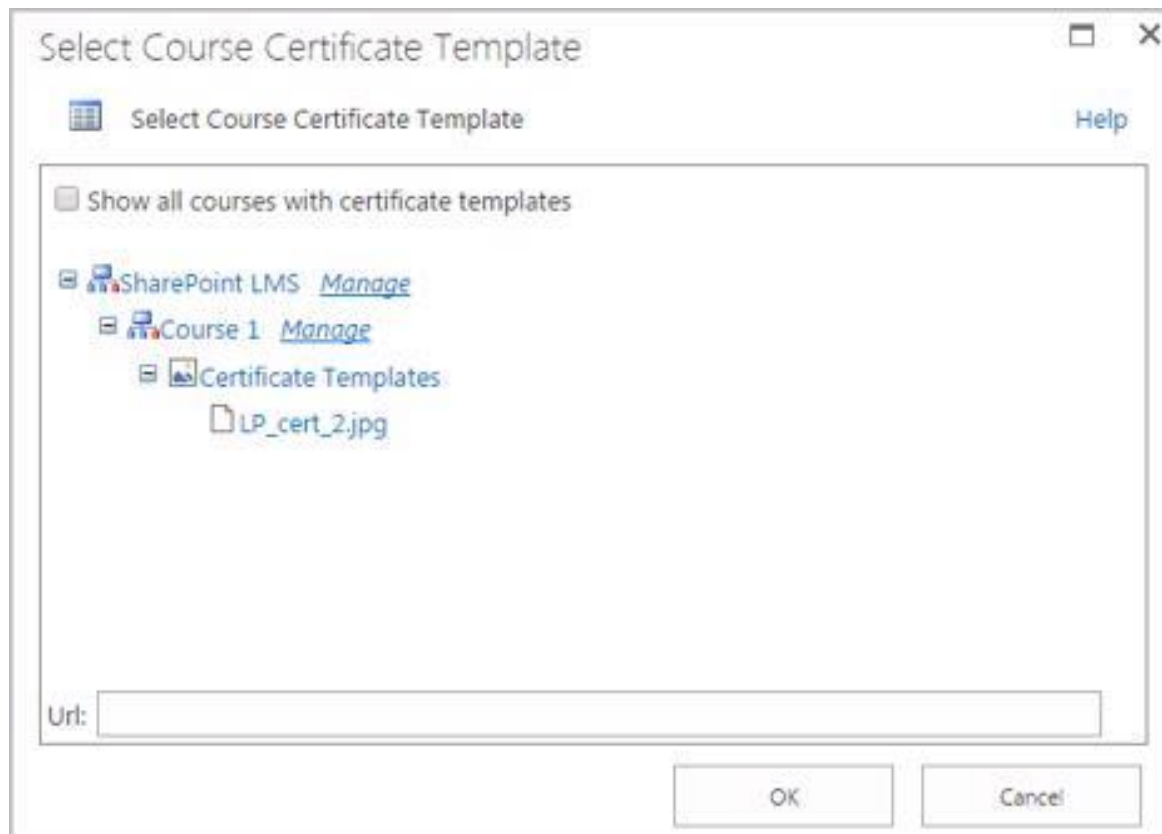 Select Course Certificate Template
Select Course Certificate Template Help
Show all courses with certificate templates
SharePoint LMS Manage
Course 1 Manage
Certificate Templates
LP_cert_2.jpg
Url:
OK Cancel